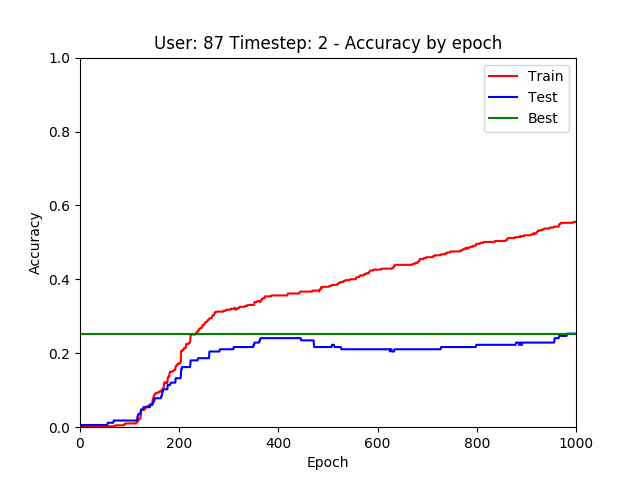 User: 87 Timestep: 2 - Accuracy by epoch
1.0
0.8
0.6
0.4
0.2
0.0
Accuracy
Train
Test
Best
0 200 400 600 800 1000
Epoch